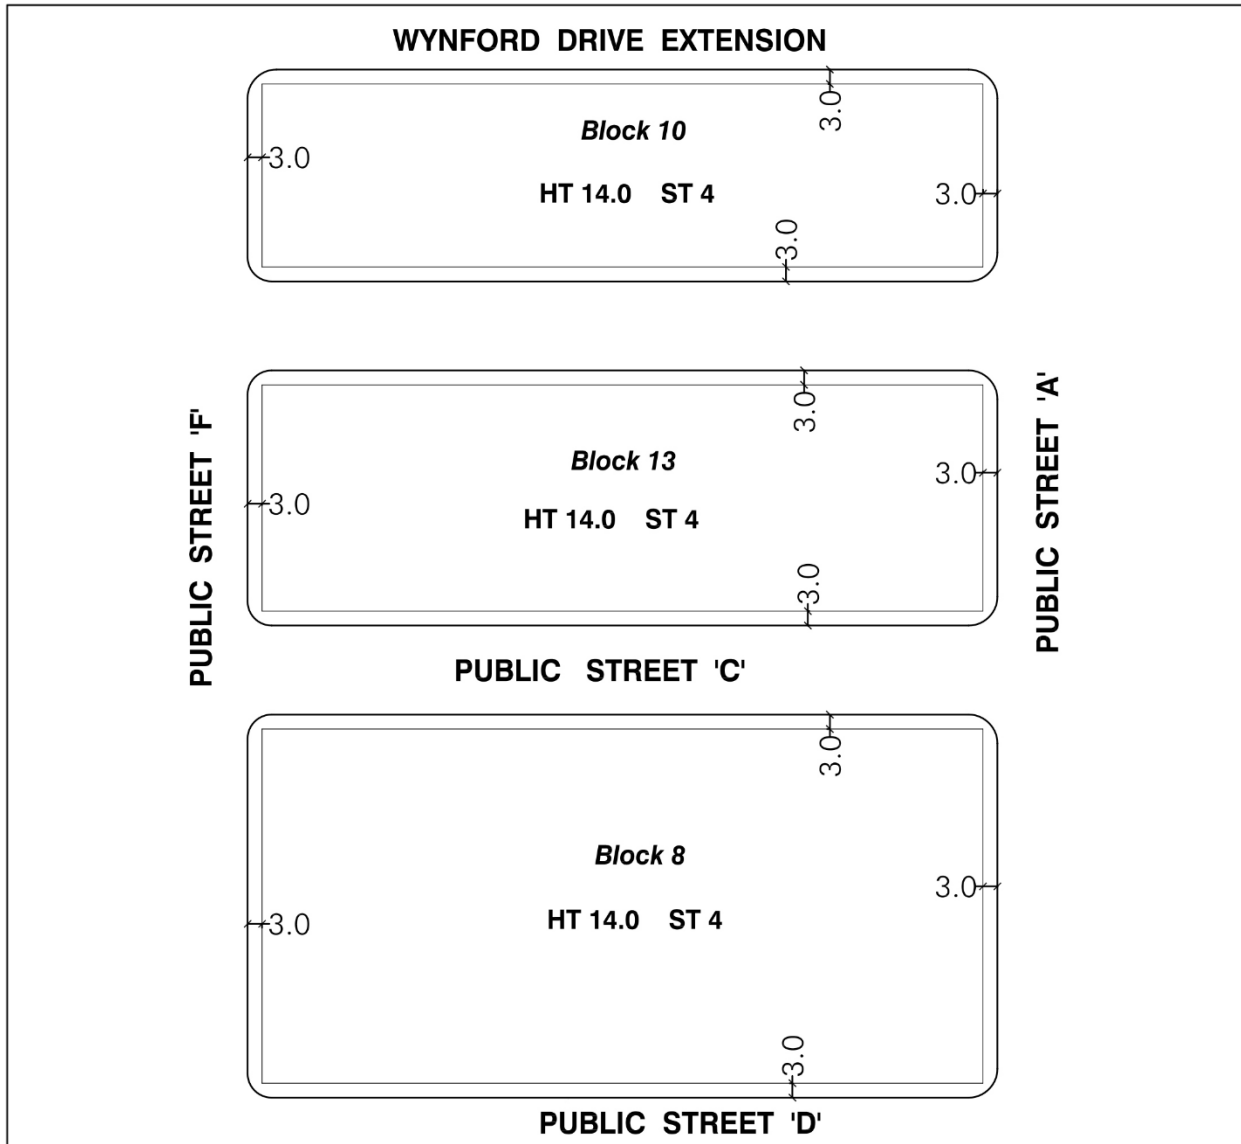 WYNFORD DRIVE EXTENSION
3.0
Block 10
3.0
HT 14.0 ST 4
3.0
3.0
PUBLIC STREET 'F'
PUBLIC STREET 'A'
3.0
Block 13
3.0
3.0
HT 14.0 ST 4
3.0
PUBLIC STREET 'C'
3.0
Block 8
3.0
HT 14.0 ST 4
3.0
3.0
PUBLIC STREET 'D'